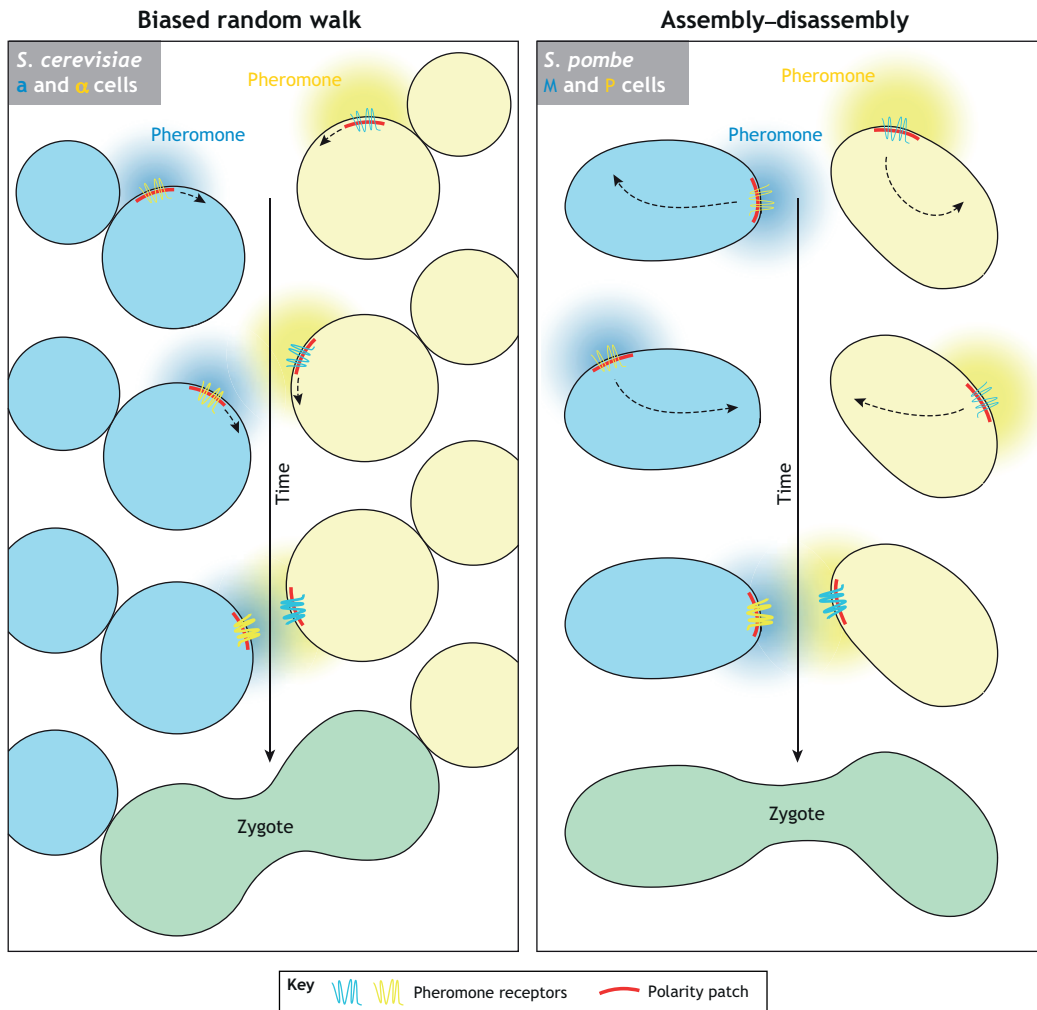 Biased random walk
S. cerevisiae
a and α cells
Pheromone
Pheromone
Time
Zygote
Assembly–disassembly
S. pombe
M and P cells
Pheromone
Pheromone
Time
Zygote
Key
Pheromone receptors
Polarity patch